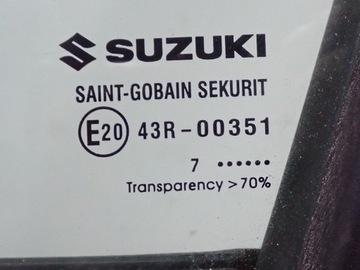 SUZUKI
SAINT-GOBAIN SEKURIT
E20 43R-00351
7 ......
Transparency >70%